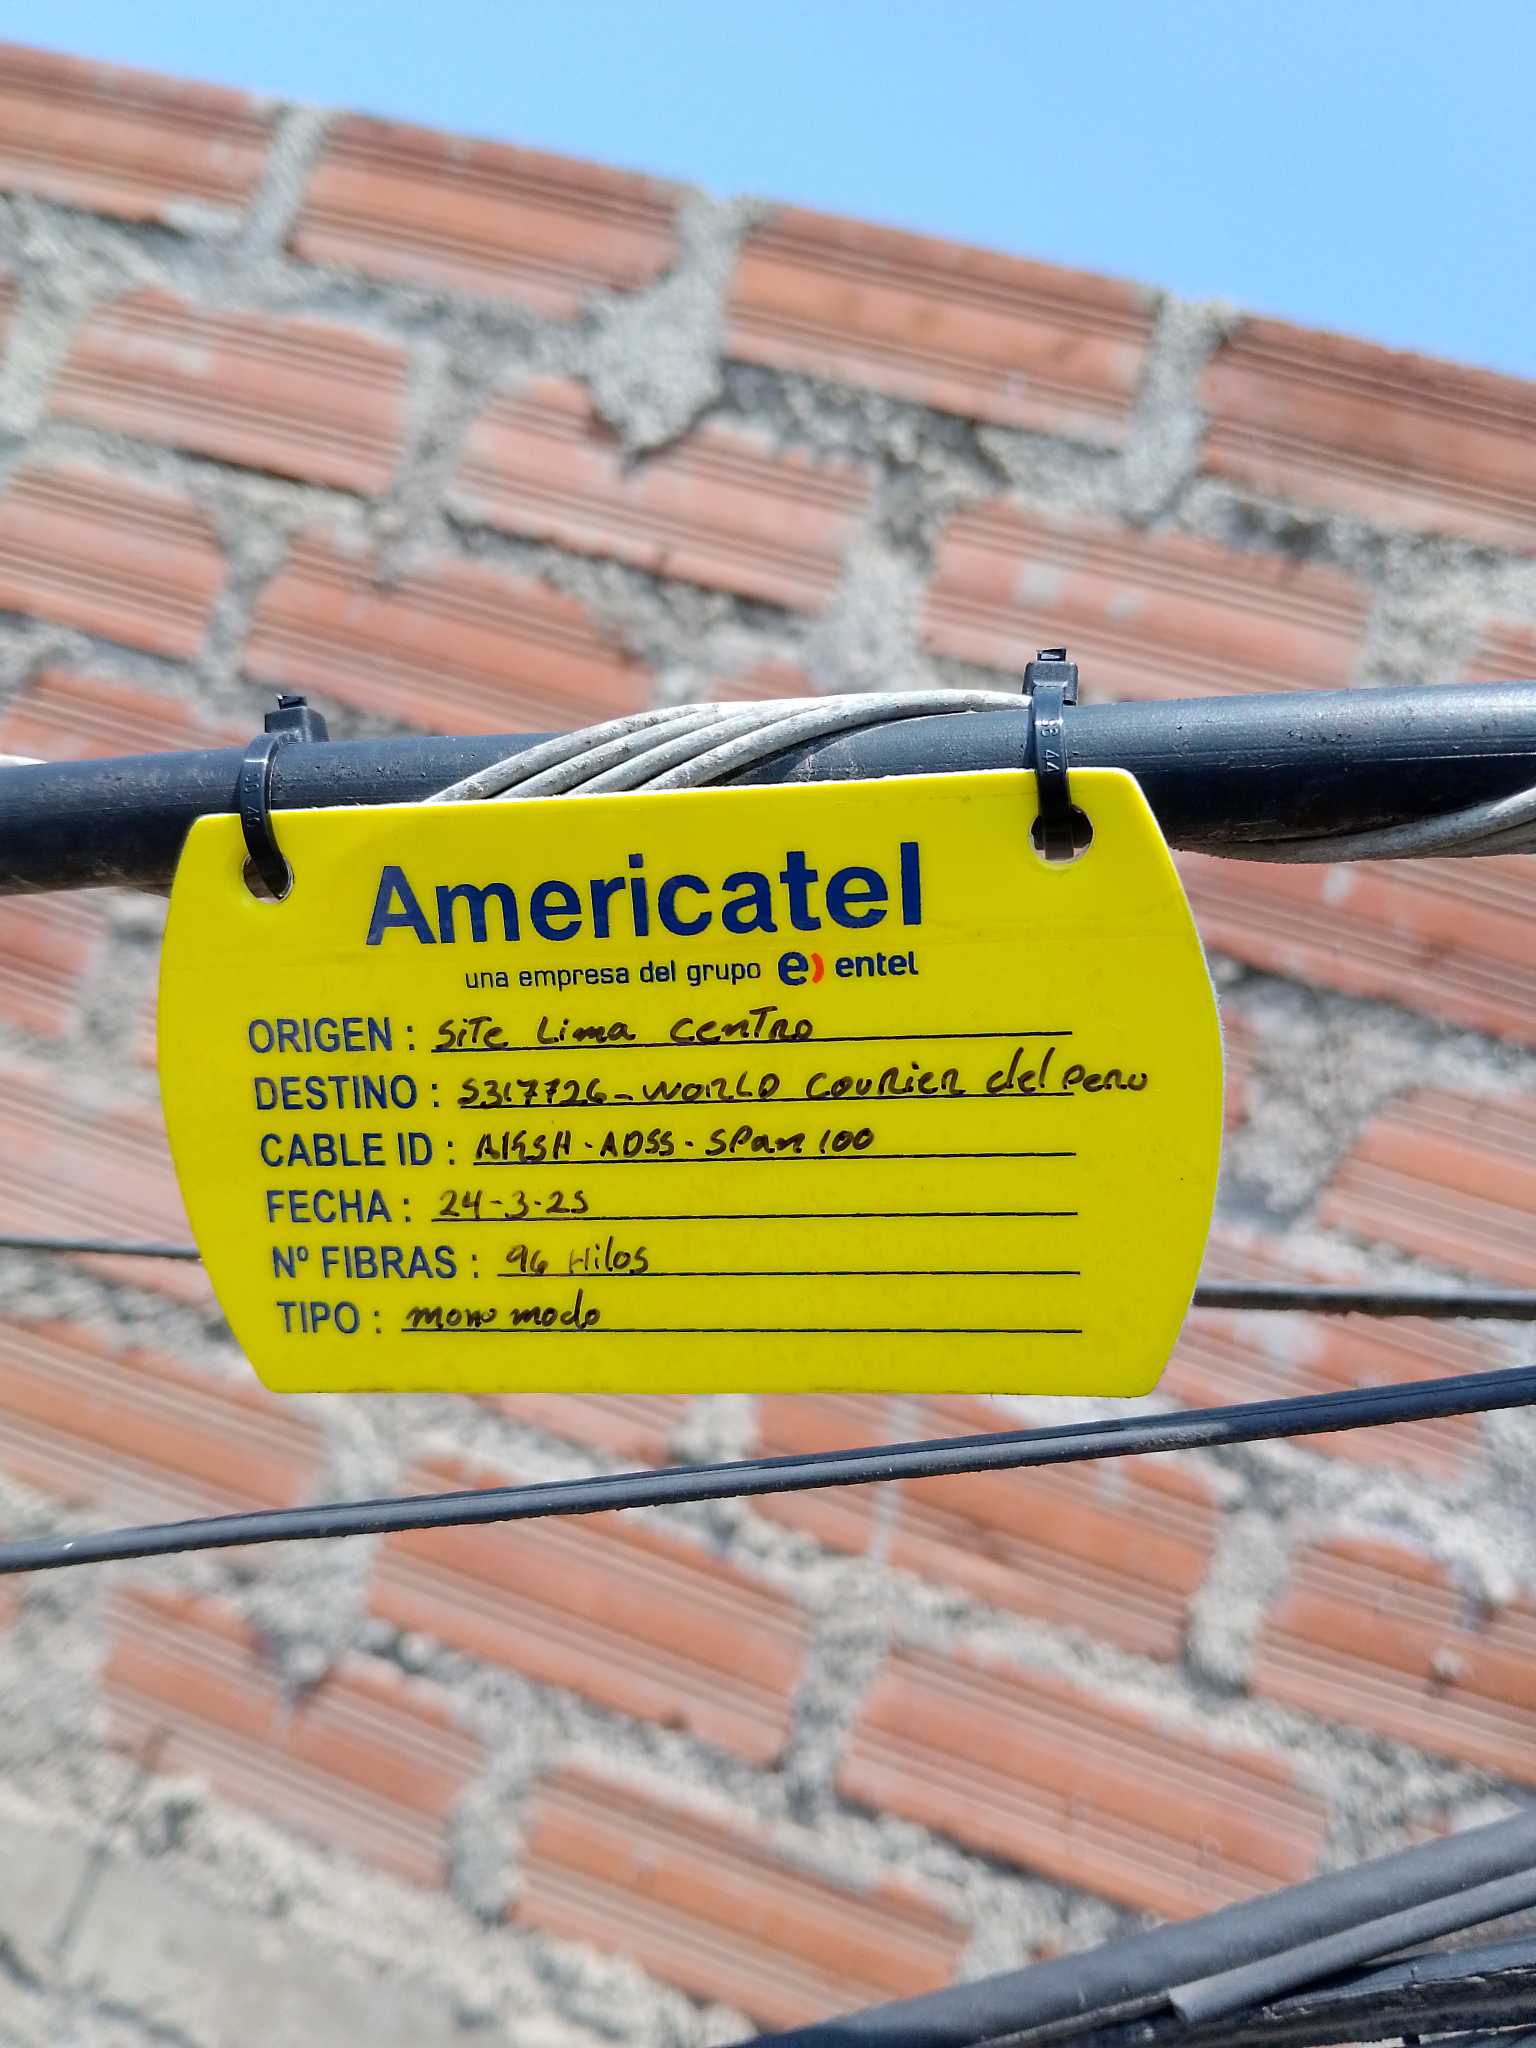 Americatel
una empresa del grupo e) entel
ORIGEN : Site Lima Centro
DESTINO : S317726-WORLD COURIER del Peru
CABLE ID : ADSS-SPan 100
FECHA : 24-3-25
Nº FIBRAS : 96 Hilos
TIPO : mono modo